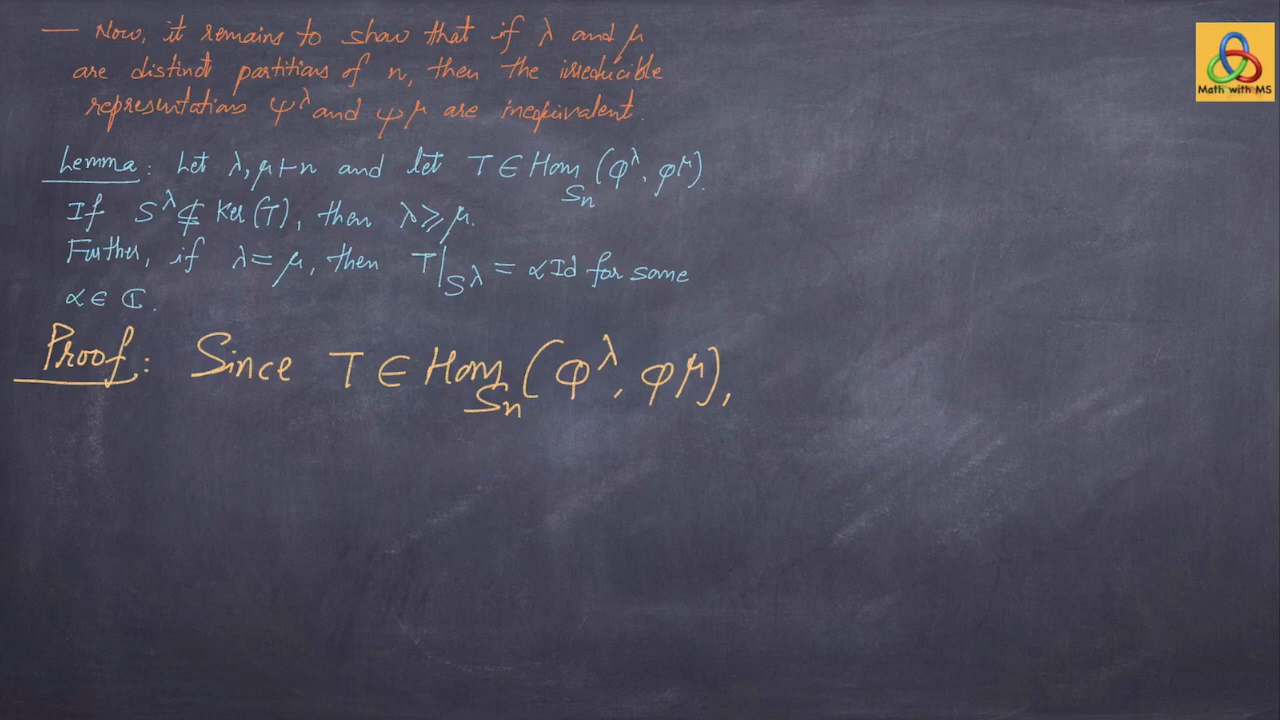 — Now, it remains to show that if λ and μ
are distinct partitions of n, then the irreducible
representations ψ^λ and ψ^μ are inequivalent.
Lemma: Let λ, μ ⊢ n and let T ∈ Hom_{S_n}(φ^λ, φ^μ).
If S^λ ⊈ Ker(T), then λ ⩾ μ.
Further, if λ = μ, then T|_{S^λ} = αId for some
α ∈ ℂ.
Proof: Since T ∈ Hom_{S_n}(φ^λ, φ^μ),
Math with MS